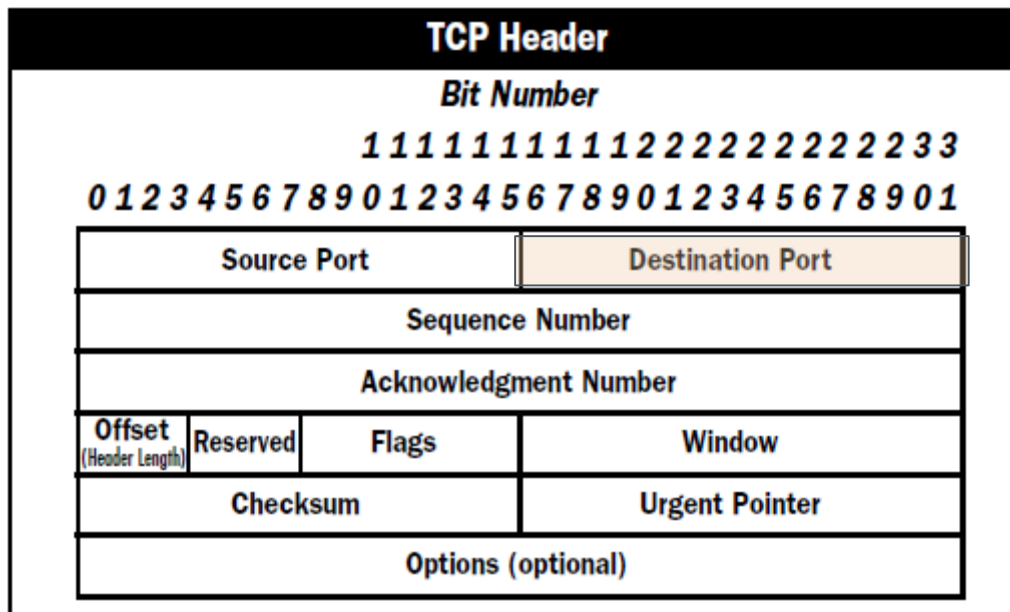 TCP Header
Bit Number
1 1 1 1 1 1 1 1 1 1 2 2 2 2 2 2 2 2 2 2 3 3
0 1 2 3 4 5 6 7 8 9 0 1 2 3 4 5 6 7 8 9 0 1 2 3 4 5 6 7 8 9 0 1
Source Port Destination Port
Sequence Number
Acknowledgment Number
Offset
(Header Length) Reserved Flags Window
Checksum Urgent Pointer
Options (optional)